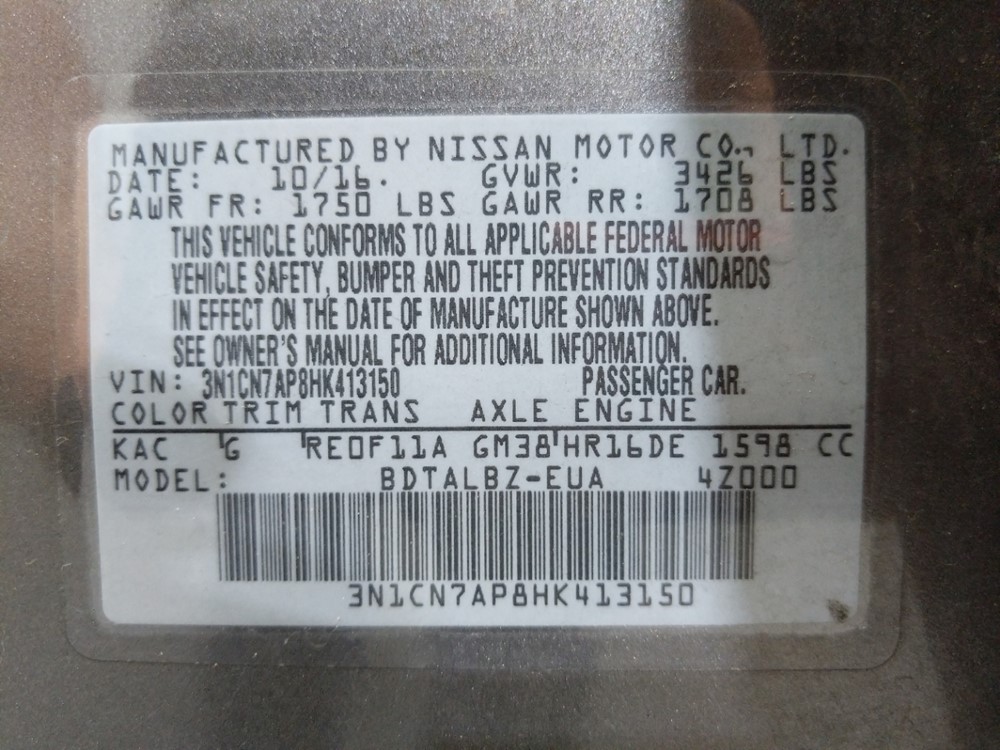 MANUFACTURED BY NISSAN MOTOR CO., LTD.
DATE: 10/16. GVWR: 3426 LBS
GAWR FR: 1750 LBS GAWR RR: 1708 LBS
THIS VEHICLE CONFORMS TO ALL APPLICABLE FEDERAL MOTOR
VEHICLE SAFETY, BUMPER AND THEFT PREVENTION STANDARDS
IN EFFECT ON THE DATE OF MANUFACTURE SHOWN ABOVE.
SEE OWNER'S MANUAL FOR ADDITIONAL INFORMATION.
VIN: 3N1CN7AP8HK413150 PASSENGER CAR.
COLOR TRIM TRANS AXLE ENGINE
KAC G RE0F11A GM38 HR16DE 1598 CC
MODEL: BDTALBZ-EUA 4Z000
3N1CN7AP8HK413150